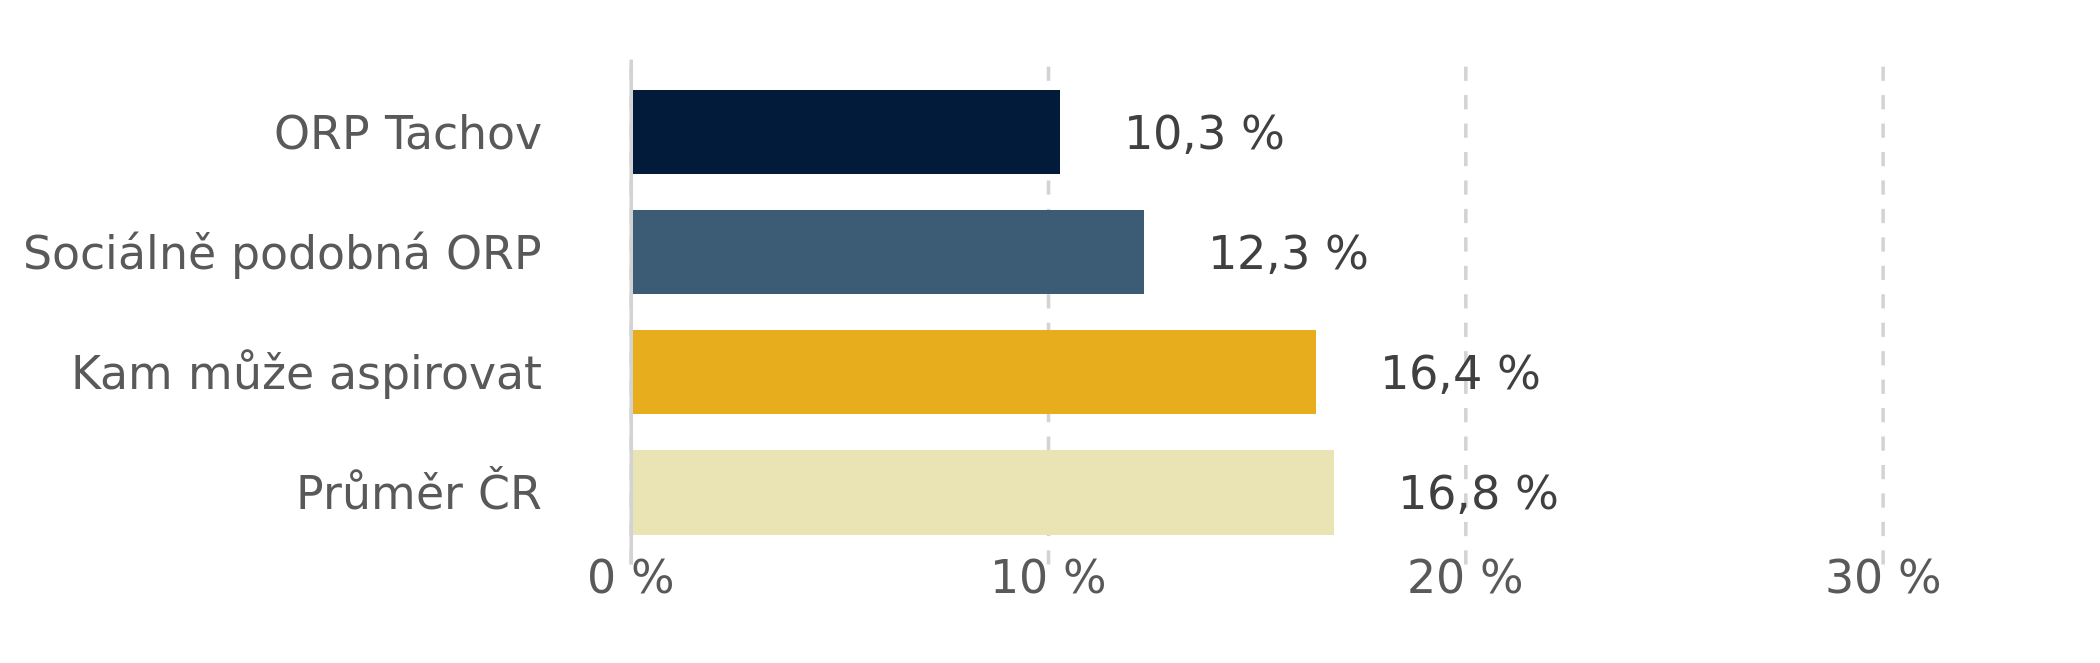 ORP Tachov 10,3 %
Sociálně podobná ORP 12,3 %
Kam může aspirovat 16,4 %
Průměr ČR 16,8 %
0 % 10 % 20 % 30 %